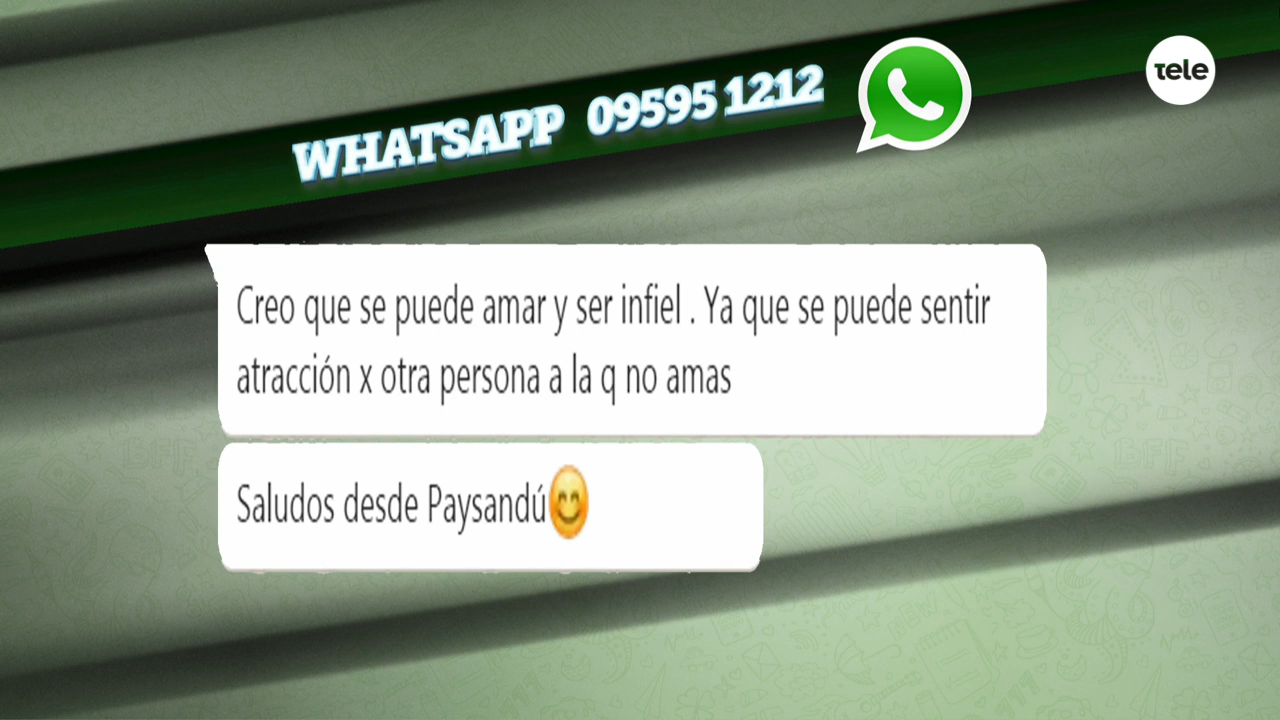 WHATSAPP 09595 1212
tele
Creo que se puede amar y ser infiel . Ya que se puede sentir
atracción x otra persona a la q no amas
Saludos desde Paysandú😊